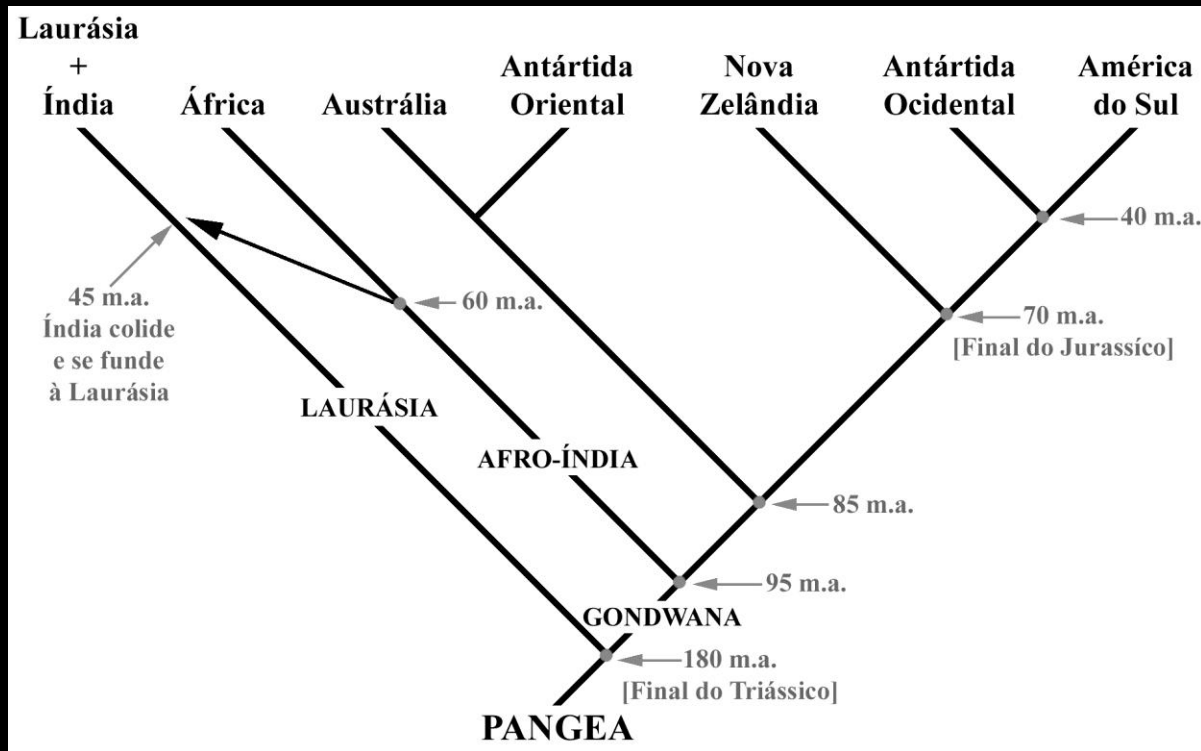 Laurásia
+
Índia
África
Austrália
Antártida
Oriental
Nova
Zelândia
Antártida
Ocidental
América
do Sul
40 m.a.
45 m.a.
Índia colide
e se funde
à Laurásia
60 m.a.
70 m.a.
[Final do Jurassíco]
LAURÁSIA
AFRO-ÍNDIA
85 m.a.
95 m.a.
GONDWANA
180 m.a.
[Final do Triássico]
PANGEA